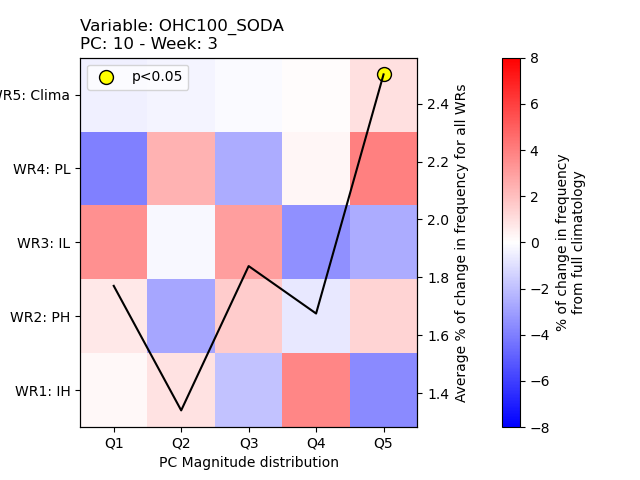 Variable: OHC100_SODA
PC: 10 - Week: 3
p<0.05
WR5: Clima
WR4: PL
WR3: IL
WR2: PH
WR1: IH
Q1 Q2 Q3 Q4 Q5
PC Magnitude distribution
2.4
2.2
2.0
1.8
1.6
1.4
Average % of change in frequency for all WRs
8
6
4
2
0
−2
−4
−6
−8
% of change in frequency
from full climatology